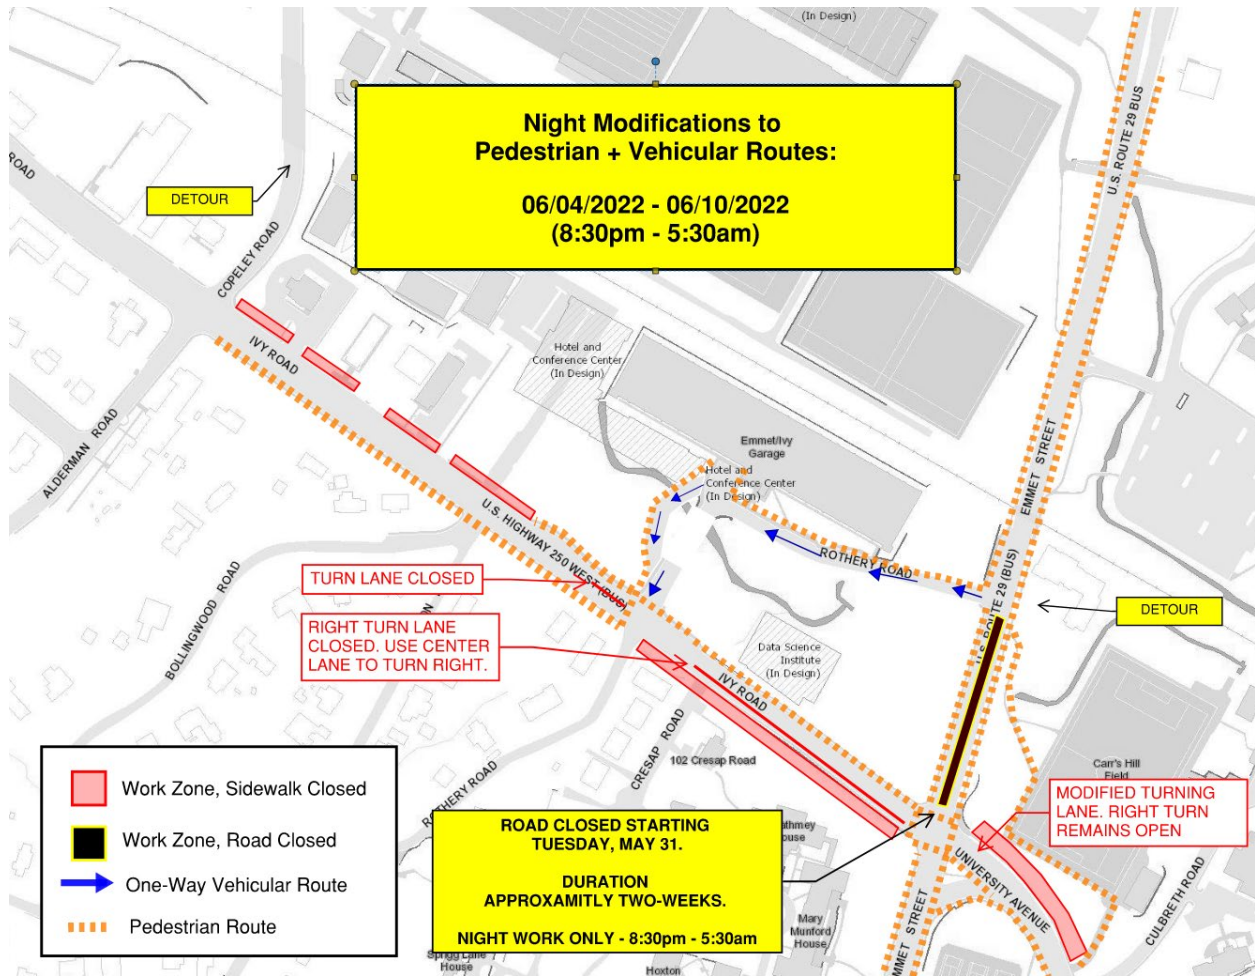 (In Design)
Night Modifications to
Pedestrian + Vehicular Routes:
06/04/2022 - 06/10/2022
(8:30pm - 5:30am)
U.S. ROUTE 29 BUS
ROAD
DETOUR
COPELEY ROAD
IVY ROAD
ALDERMAN ROAD
Hotel and
Conference Center
(In Design)
Emmet/Ivy
Garage
Hotel and
Conference Center
(In Design)
EMMET STREET
U.S. HIGHWAY 250 WEST (BUS)
ROTHERY ROAD
U.S. ROUTE 29 (BUS)
BOLLINGWOOD ROAD
ON
TURN LANE CLOSED
DETOUR
RIGHT TURN LANE
CLOSED. USE CENTER
LANE TO TURN RIGHT.
Data Science
Institute
(In Design)
IVY ROAD
CRESAP ROAD
102 Cresap Road
ROTHERY ROAD
Carr's Hill
Field
MODIFIED TURNING
LANE. RIGHT TURN
REMAINS OPEN
Work Zone, Sidewalk Closed
Work Zone, Road Closed
One-Way Vehicular Route
Pedestrian Route
ROAD CLOSED STARTING
TUESDAY, MAY 31.
DURATION
APPROXAMITLY TWO-WEEKS.
NIGHT WORK ONLY - 8:30pm - 5:30am
UNIVERSITY AVENUE
CULBRETH ROAD
EMMET STREET
Mary
Munford
House
House
Hoxton